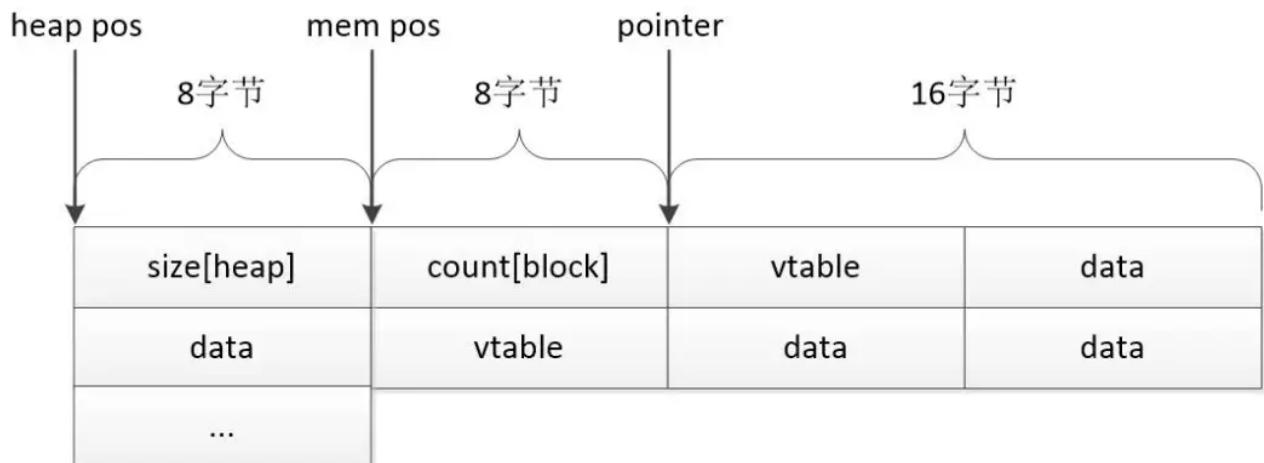 heap pos mem pos pointer
8字节 8字节 16字节
size[heap] count[block] vtable data
data vtable data data
...